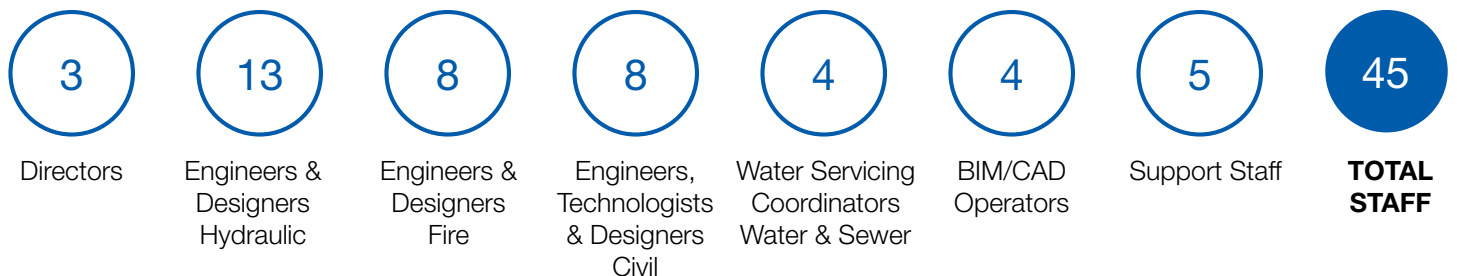 3
13
8
8
4
4
5
45
Directors
Engineers &
Designers
Hydraulic
Engineers &
Designers
Fire
Engineers,
Technologists
& Designers
Civil
Water Servicing
Coordinators
Water & Sewer
BIM/CAD
Operators
Support Staff
TOTAL
STAFF